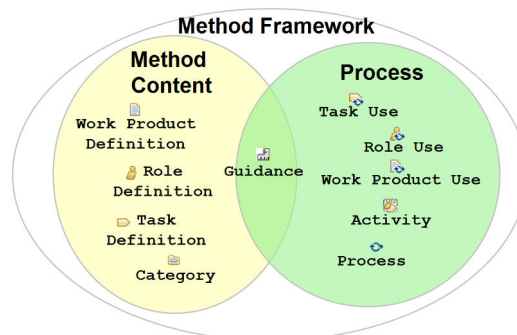 Method Framework
Method
Content
Work Product
Definition
Role
Definition
Task
Definition
Category
Guidance
Process
Task Use
Role Use
Work Product Use
Activity
Process